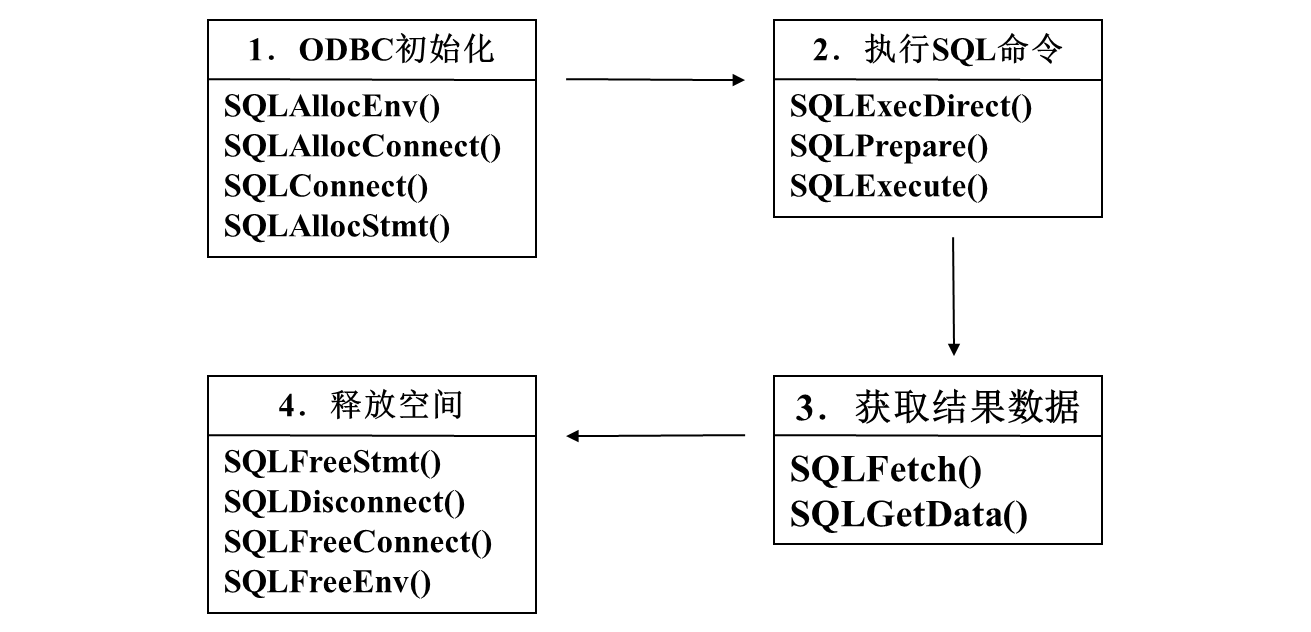 1. ODBC初始化
SQLAllocEnv()
SQLAllocConnect()
SQLConnect()
SQLAllocStmt()
2. 执行SQL命令
SQLExecDirect()
SQLPrepare()
SQLExecute()
3. 获取结果数据
SQLFetch()
SQLGetData()
4. 释放空间
SQLFreeStmt()
SQLDisconnect()
SQLFreeConnect()
SQLFreeEnv()